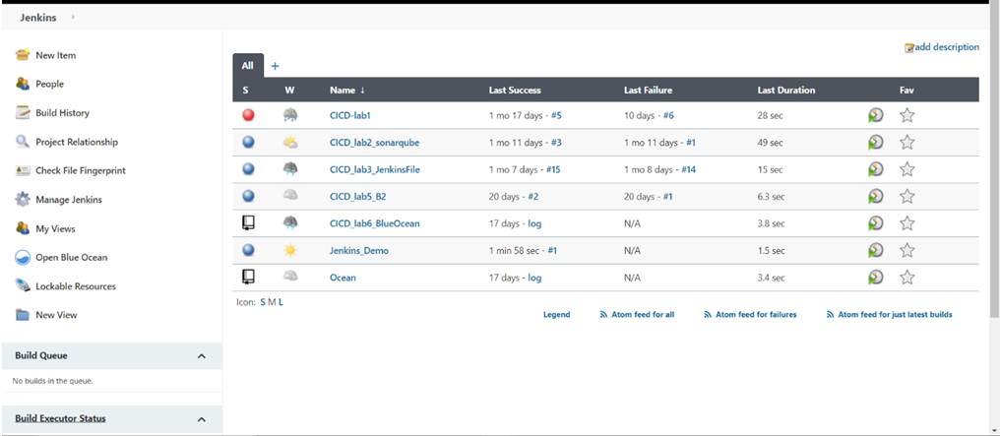 Jenkins
add description
New Item
People
Build History
Project Relationship
Check File Fingerprint
Manage Jenkins
My Views
Open Blue Ocean
Lockable Resources
New View
Build Queue
No builds in the queue.
Build Executor Status
All +
S W Name ↓ Last Success Last Failure Last Duration Fav
CICD-lab1 1 mo 17 days - #5 10 days - #6 28 sec
CICD_lab2_sonarqube 1 mo 11 days - #3 1 mo 11 days - #1 49 sec
CICD_lab3_JenkinsFile 1 mo 7 days - #15 1 mo 8 days - #14 15 sec
CICD_lab5_B2 20 days - #2 20 days - #1 6.3 sec
CICD_lab6_BlueOcean 17 days - log N/A 3.8 sec
Jenkins_Demo 1 min 58 sec - #1 N/A 1.5 sec
Ocean 17 days - log N/A 3.4 sec
Icon: S M L
Legend Atom feed for all Atom feed for failures Atom feed for just latest builds